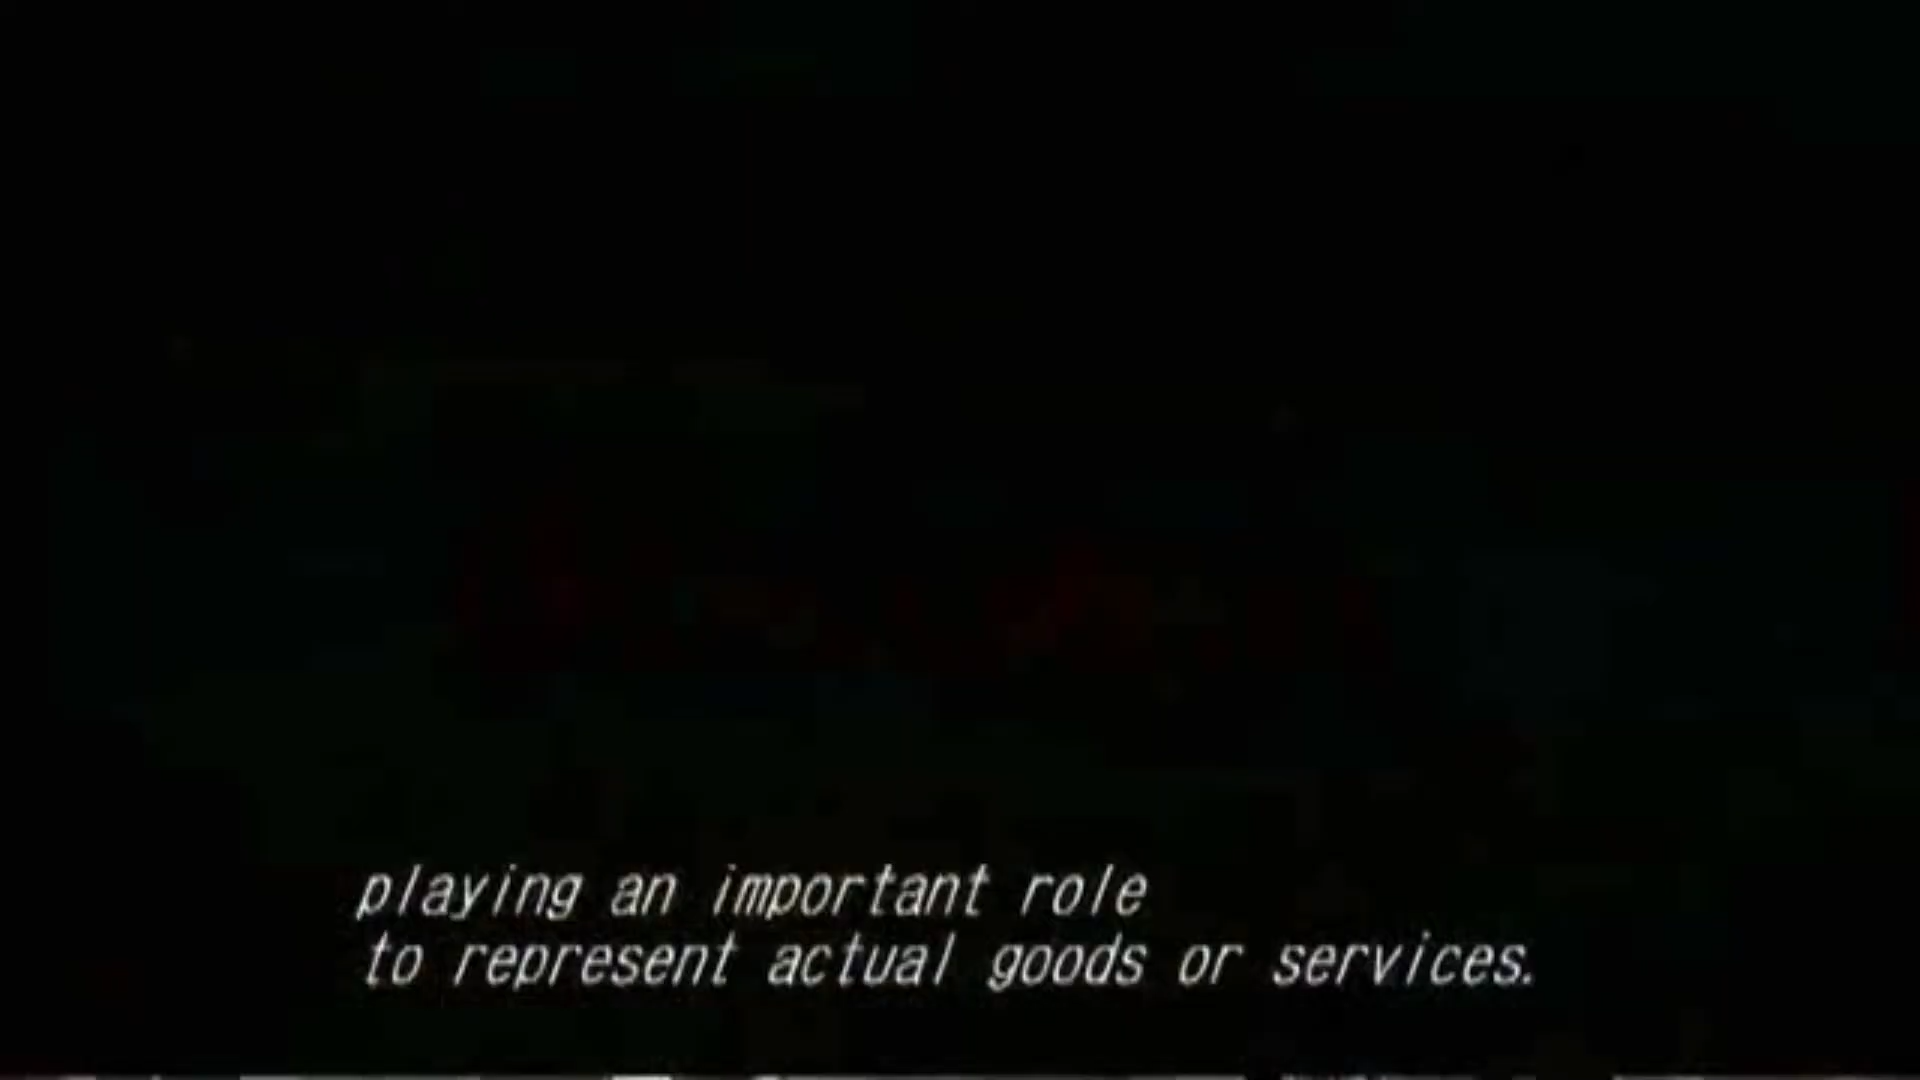 playing an important role
to represent actual goods or services.